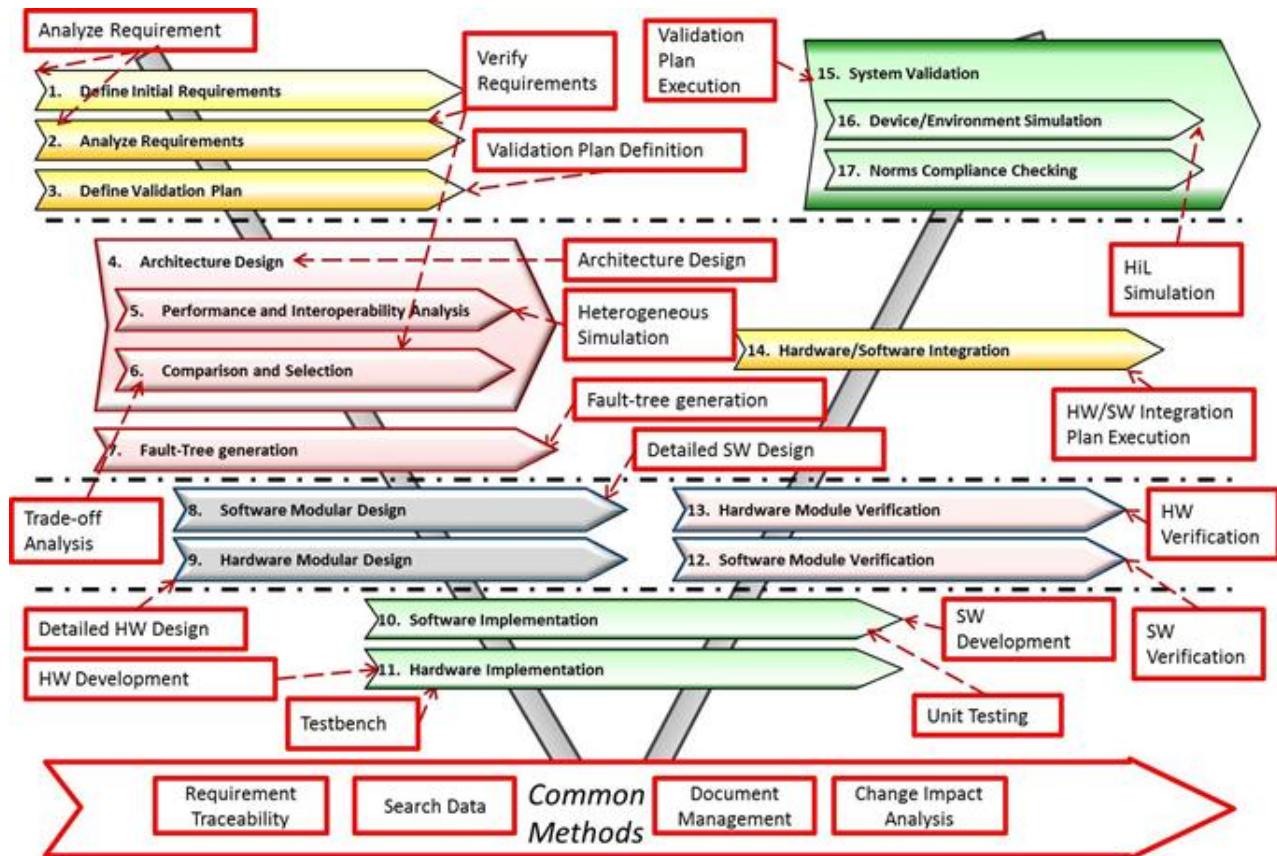 Analyze Requirement
Verify
Requirements
Validation
Plan
Execution
1. Define Initial Requirements
2. Analyze Requirements
3. Define Validation Plan
Validation Plan Definition
15. System Validation
16. Device/Environment Simulation
17. Norms Compliance Checking
4. Architecture Design
Architecture Design
HiL
Simulation
5. Performance and Interoperability Analysis
Heterogeneous
Simulation
6. Comparison and Selection
14. Hardware/Software Integration
Fault-tree generation
HW/SW Integration
Plan Execution
7. Fault-Tree generation
Detailed SW Design
Trade-off
Analysis
8. Software Modular Design
13. Hardware Module Verification
HW
Verification
9. Hardware Modular Design
12. Software Module Verification
Detailed HW Design
10. Software Implementation
SW
Development
SW
Verification
HW Development
11. Hardware Implementation
Testbench
Unit Testing
Requirement
Traceability
Search Data
Common
Methods
Document
Management
Change Impact
Analysis